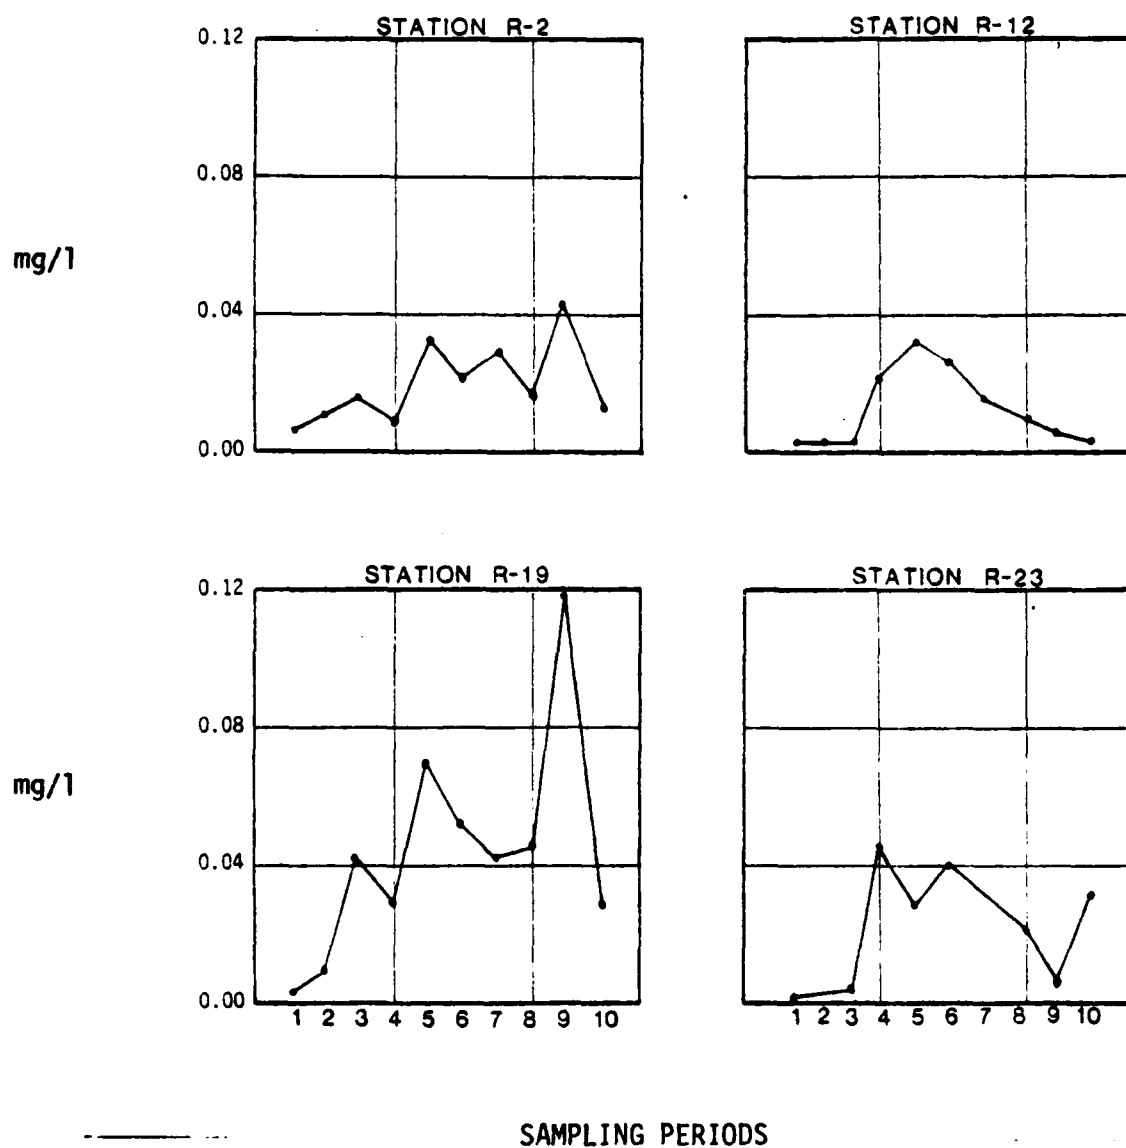 STATION R-2
STATION R-12
0.12
0.08
mg/l
0.04
0.00
STATION R-19
STATION R-23
0.12
0.08
mg/l
0.04
0.00
1 2 3 4 5 6 7 8 9 10
1 2 3 4 5 6 7 8 9 10
SAMPLING PERIODS